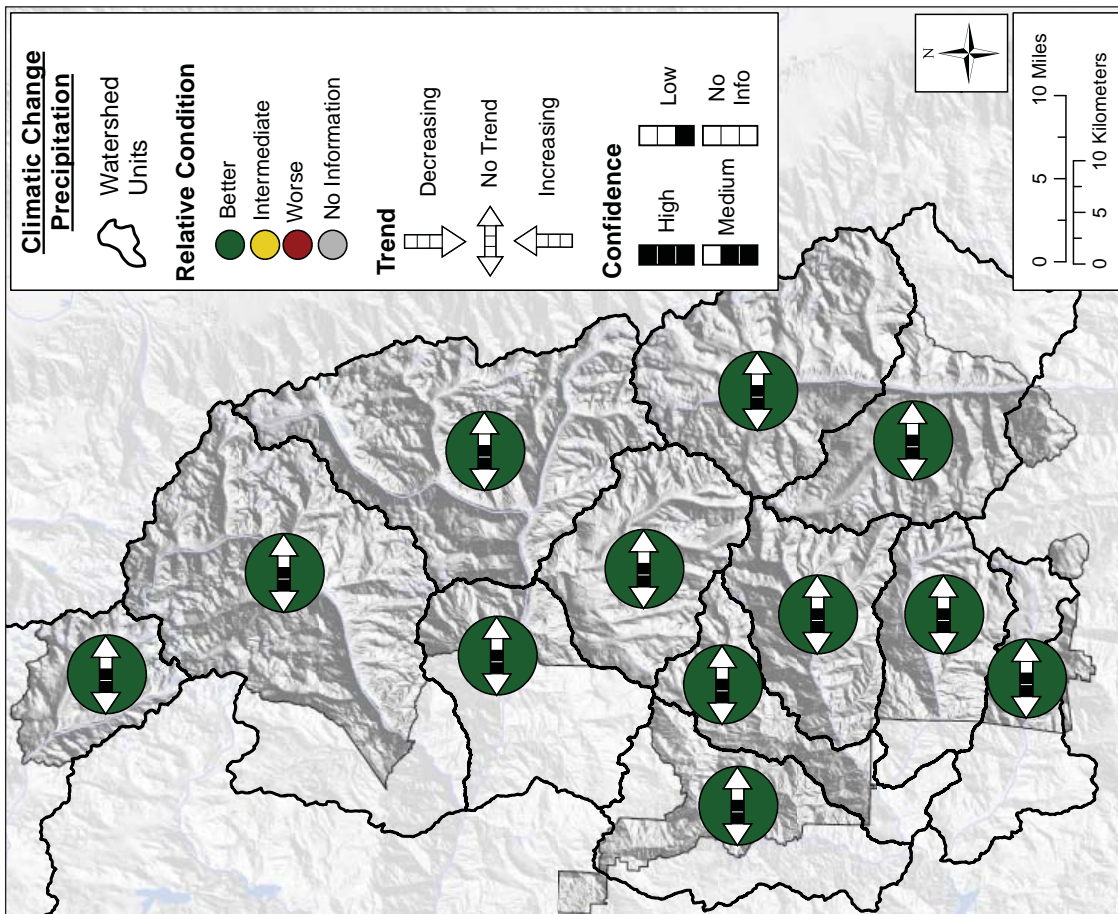 Climatic Change
Precipitation
Watershed
Units
Relative Condition
Better
Intermediate
Worse
No Information
Trend
Decreasing
No Trend
Increasing
Confidence
High
Low
Medium
No
Info
N
0 5 10 Miles
0 5 10 Kilometers